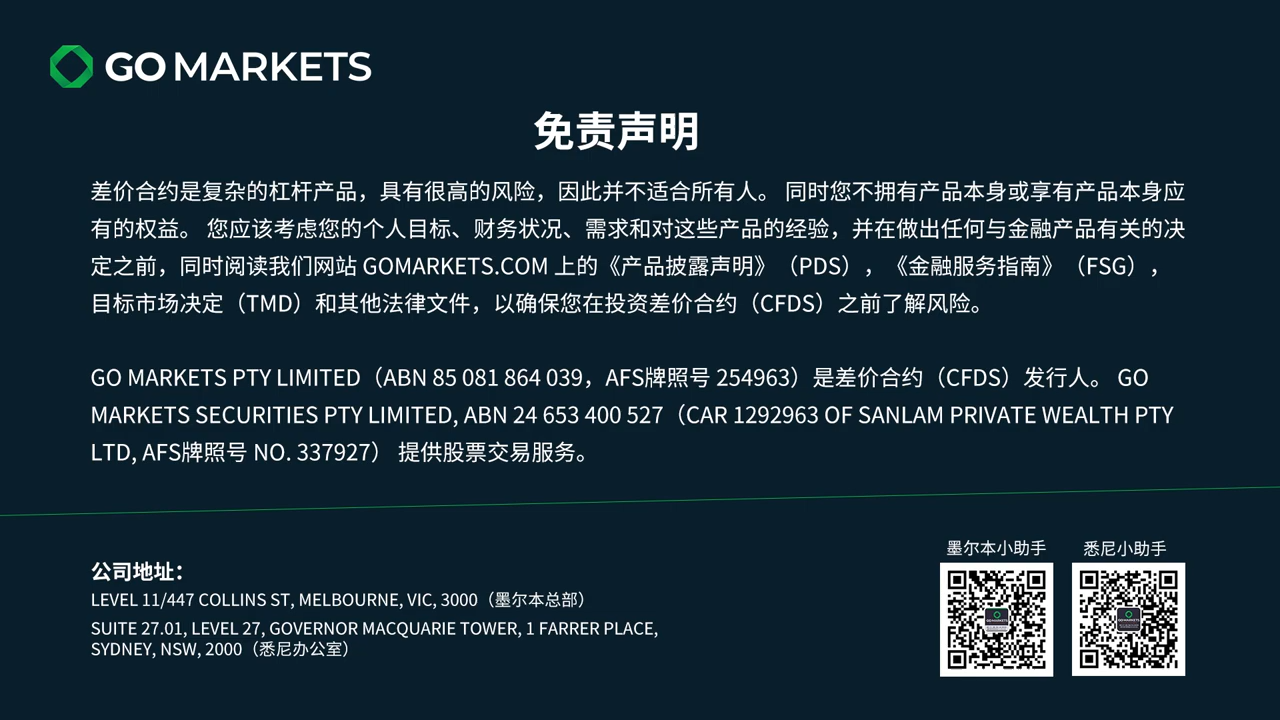 GO MARKETS
免责声明
差价合约是复杂的杠杆产品，具有很高的风险，因此并不适合所有人。 同时您不拥有产品本身或享有产品本身应
有的权益。 您应该考虑您的个人目标、财务状况、需求和对这些产品的经验，并在做出任何与金融产品有关的决
定之前，同时阅读我们网站 GOMARKETS.COM 上的《产品披露声明》（PDS），《金融服务指南》（FSG），
目标市场决定（TMD）和其他法律文件，以确保您在投资差价合约（CFDS）之前了解风险。
GO MARKETS PTY LIMITED（ABN 85 081 864 039，AFS牌照号 254963）是差价合约（CFDS）发行人。 GO
MARKETS SECURITIES PTY LIMITED, ABN 24 653 400 527（CAR 1292963 OF SANLAM PRIVATE WEALTH PTY
LTD, AFS牌照号 NO. 337927） 提供股票交易服务。
公司地址：
LEVEL 11/447 COLLINS ST, MELBOURNE, VIC, 3000（墨尔本总部）
SUITE 27.01, LEVEL 27, GOVERNOR MACQUARIE TOWER, 1 FARRER PLACE,
SYDNEY, NSW, 2000（悉尼办公室）
墨尔本小助手
悉尼小助手